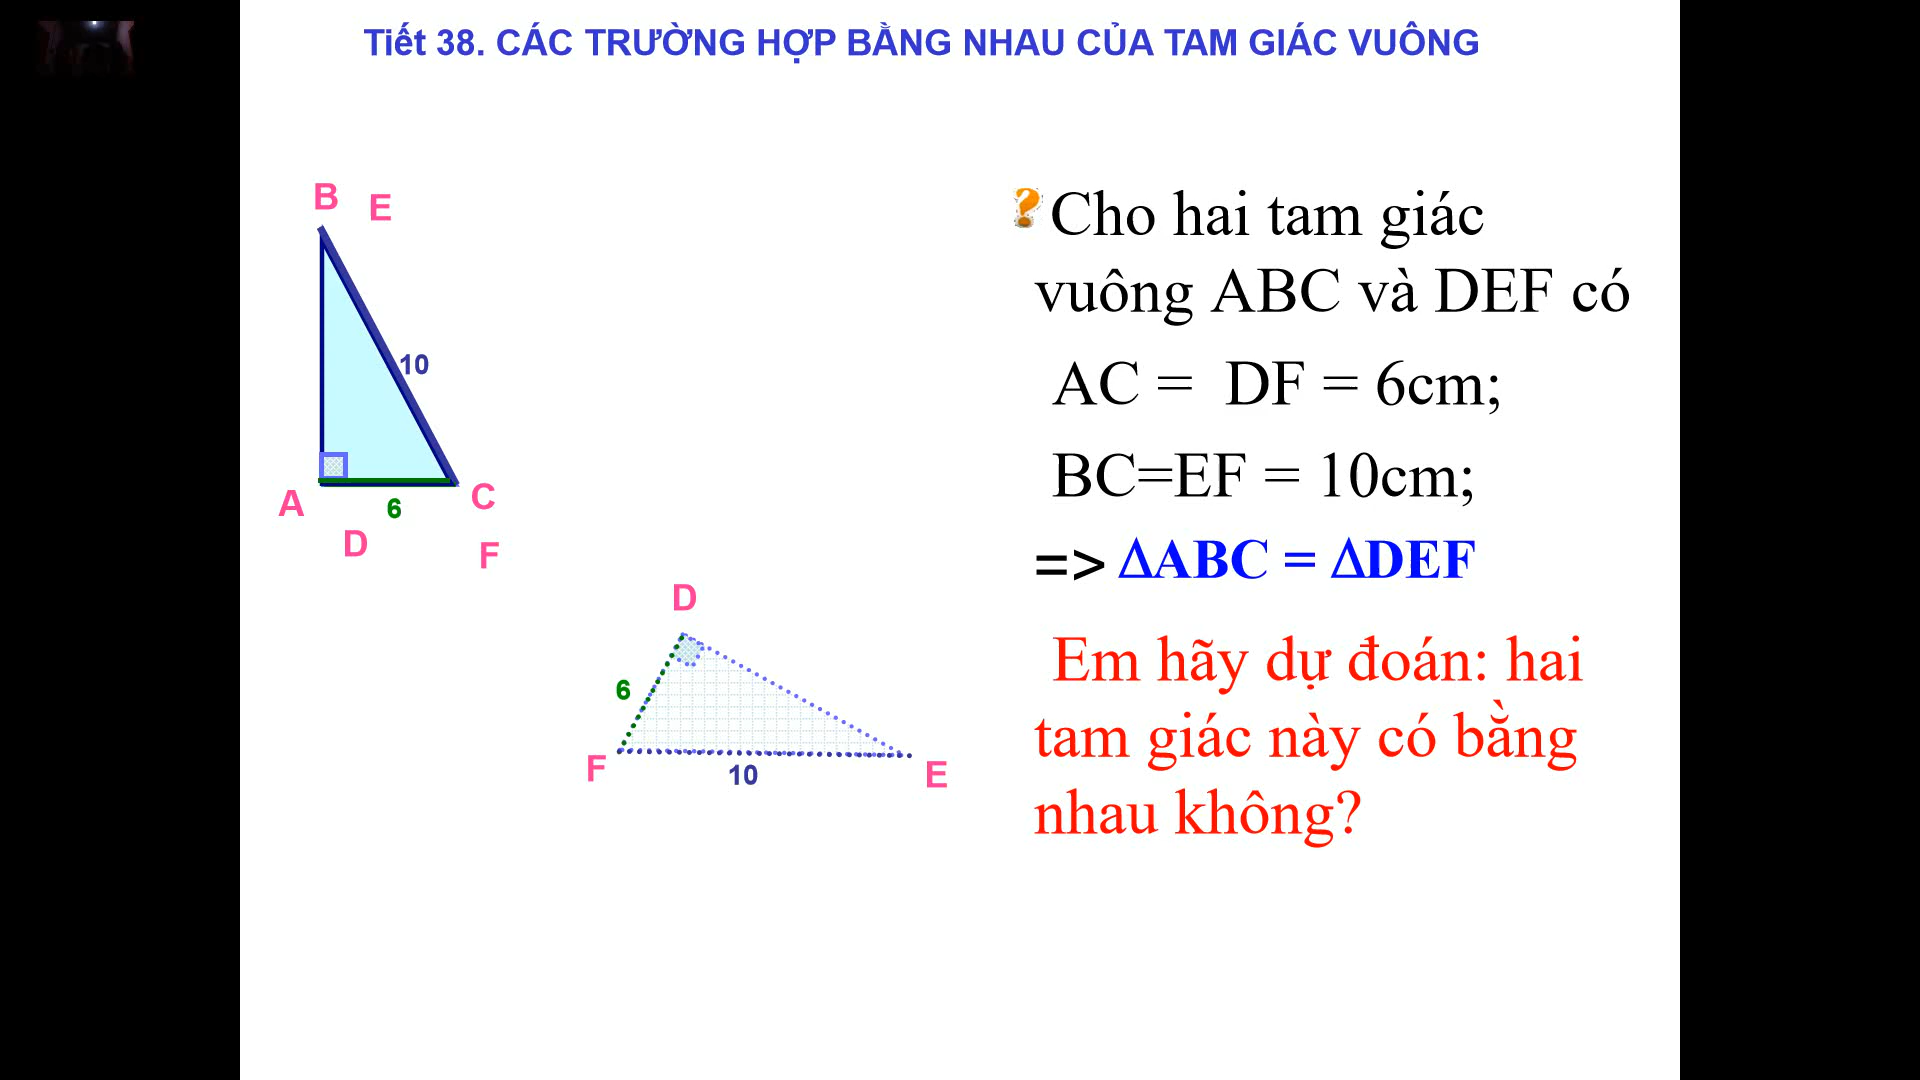 Tiết 38. CÁC TRƯỜNG HỢP BẰNG NHAU CỦA TAM GIÁC VUÔNG
B E
10
A 6 C
D F
D
6
F 10 E
Cho hai tam giác
vuông ABC và DEF có
AC = DF = 6cm;
BC=EF = 10cm;
=> ΔABC = ΔDEF
Em hãy dự đoán: hai
tam giác này có bằng
nhau không?